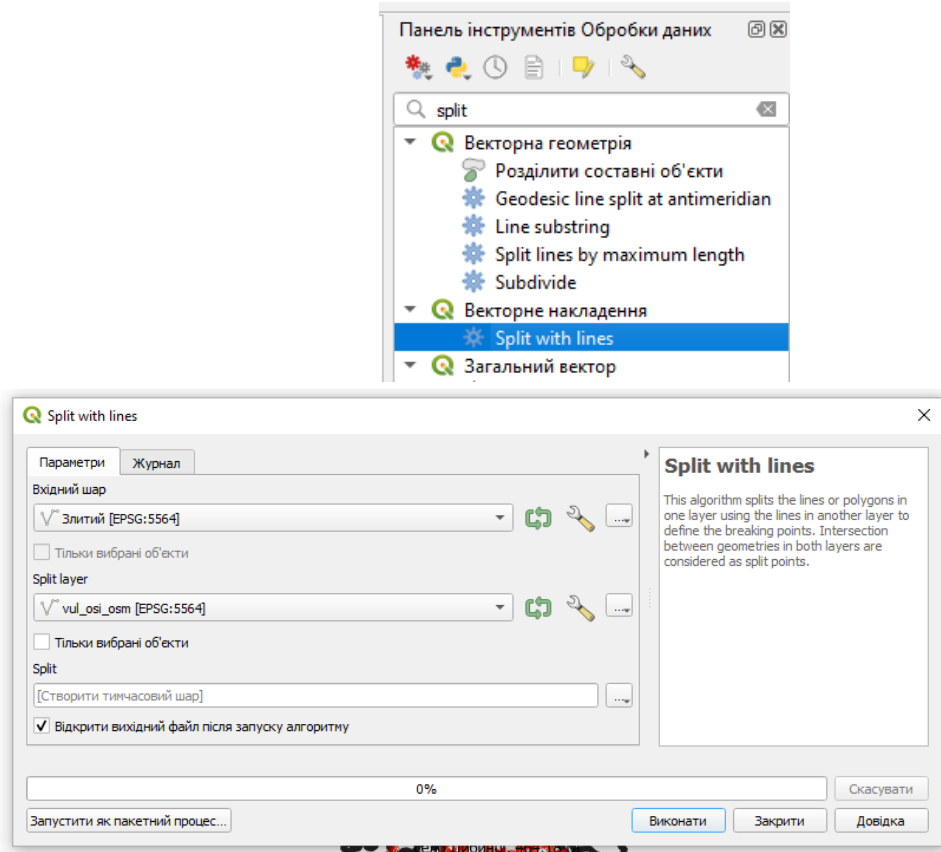 Панель інструментів Обробки даних
split
Векторна геометрія
Розділити составні об'єкти
Geodesic line split at antimeridian
Line substring
Split lines by maximum length
Subdivide
Векторне накладення
Split with lines
Загальний вектор
Split with lines
Параметри
Журнал
Вхідний шар
Злитий [EPSG:5564]
Тільки вибрані об'єкти
Split layer
vul_osi_osm [EPSG:5564]
Тільки вибрані об'єкти
Split
[Створити тимчасовий шар]
Відкрити вихідний файл після запуску алгоритму
Split with lines
This algorithm splits the lines or polygons in
one layer using the lines in another layer to
define the breaking points. Intersection
between geometries in both layers are
considered as split points.
0%
Скасувати
Запустити як пакетний процес...
Виконати
Закрити
Довідка